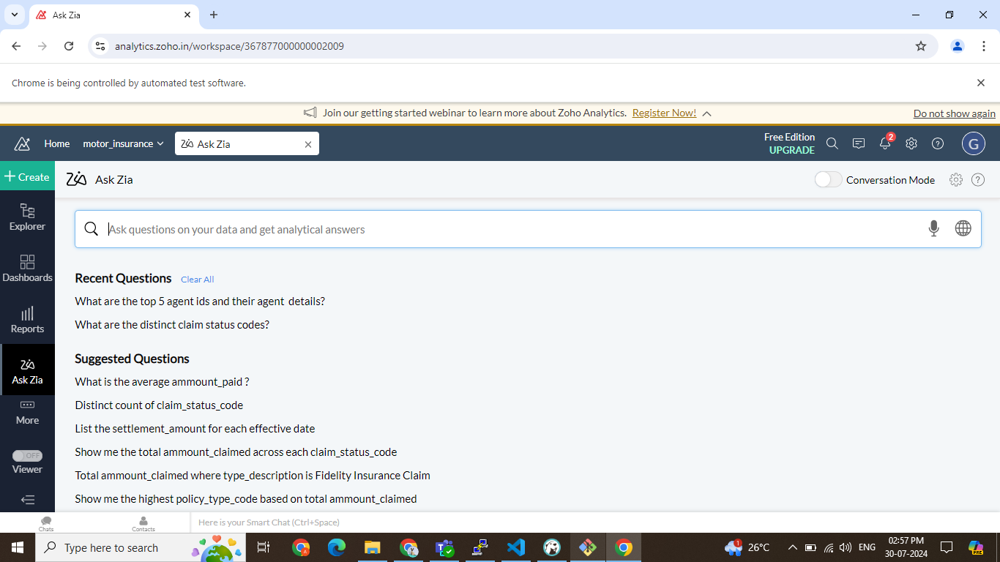 Ask Zia
analytics.zoho.in/workspace/367877000000002009
Chrome is being controlled by automated test software.
Join our getting started webinar to learn more about Zoho Analytics. Register Now!
Do not show again
Home
motor_insurance
Ask Zia
Free Edition
UPGRADE
2
G
Create
Ask Zia
Conversation Mode
Explorer
Dashboards
Reports
Ask Zia
More
OFF
Viewer
Ask questions on your data and get analytical answers
Recent Questions Clear All
What are the top 5 agent ids and their agent  details?
What are the distinct claim status codes?
Suggested Questions
What is the average ammount_paid ?
Distinct count of claim_status_code
List the settlement_amount for each effective date
Show me the total ammount_claimed across each claim_status_code
Total ammount_claimed where type_description is Fidelity Insurance Claim
Show me the highest policy_type_code based on total ammount_claimed
Chats
Contacts
Here is your Smart Chat (Ctrl+Space)
Type here to search
1
26°C
ENG
02:57 PM
30-07-2024
PRE